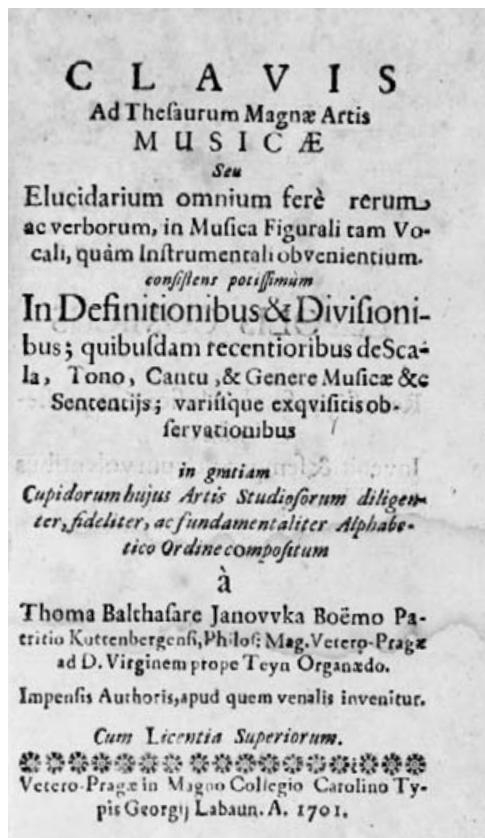 CLAVIS
Ad Theſaurum Magnæ Artis
MUSICÆ
Seu
Elucidarium omnium ferè rerum
ac verborum, in Muſica Figurali tam Vo-
cali, quàm Inſtrumentali obvenientium.
conſiſtens potiſſimùm
In Definitionibus & Diviſioni-
bus; quibuſdam recentioribus de Sca-
la, Tono, Cantu, & Genere Muſicæ &c
Sententijs; variiſque exqviſitis ob-
ſervationibus
in gratiam
Cupidorum hujus Artis Studioſorum diligen-
ter, fideliter, ac fundamentaliter Alphabe-
tico Ordine compoſitum
à
Thoma Balthaſare Janovvka Boëmo Pa-
tritio Kuttenbergenſi, Philoſ: Mag. Vetero-Pragæ
ad D. Virginem prope Teyn Organædo.
Impenſis Authoris, apud quem venalis invenitur.
Cum Licentia Superiorum.
Vetero-Pragæ in Magno Collegio Carolino Ty-
pis Georgij Labaun. A. 1701.